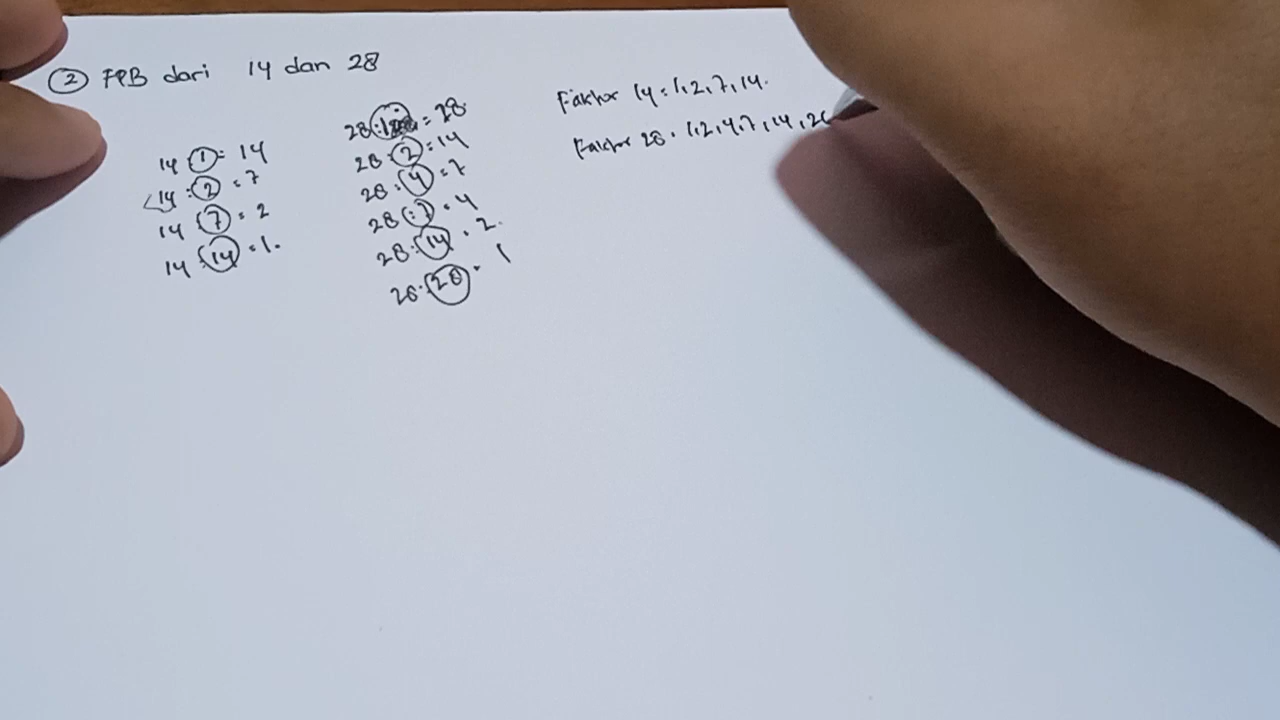 2 FPB dari 14 dan 28
14 : 1 = 14
14 : 2 = 7
14 : 7 = 2
14 : 14 = 1.
28 : 1 = 28.
28 : 2 = 14
28 : 4 = 7
28 : 7 = 4
28 : 14 = 2.
28 : 28 = 1
Faktor 14 = 1,2,7,14.
Faktor 28 = 1,2,4,7,14,28